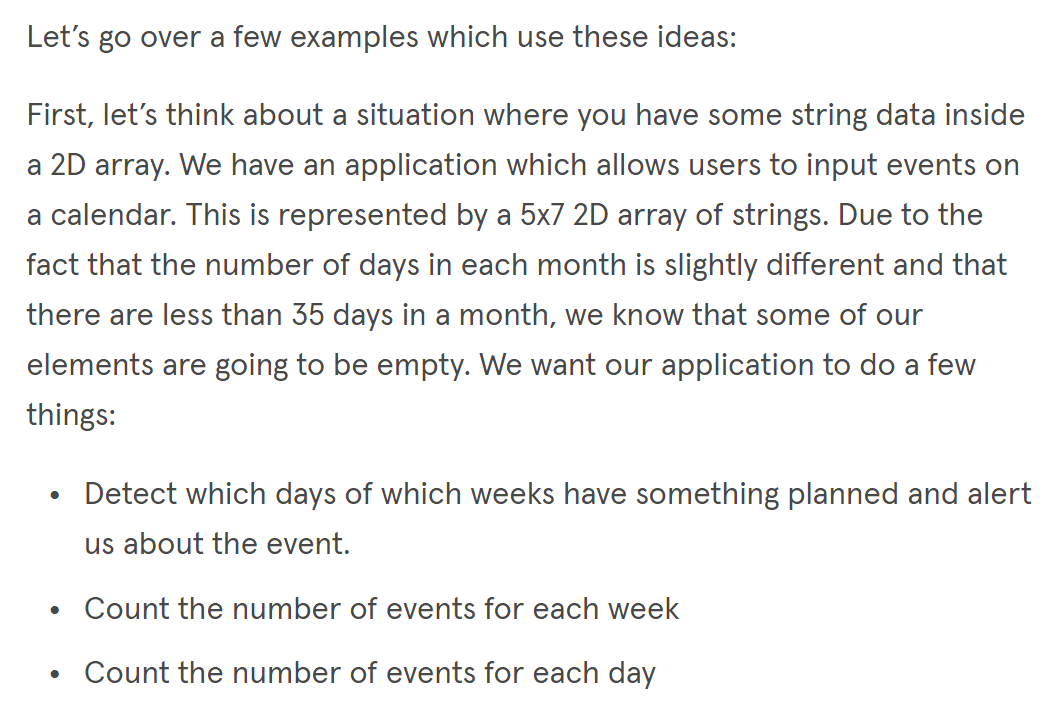 Let’s go over a few examples which use these ideas:
First, let’s think about a situation where you have some string data inside
a 2D array. We have an application which allows users to input events on
a calendar. This is represented by a 5x7 2D array of strings. Due to the
fact that the number of days in each month is slightly different and that
there are less than 35 days in a month, we know that some of our
elements are going to be empty. We want our application to do a few
things:
• Detect which days of which weeks have something planned and alert
us about the event.
• Count the number of events for each week
• Count the number of events for each day